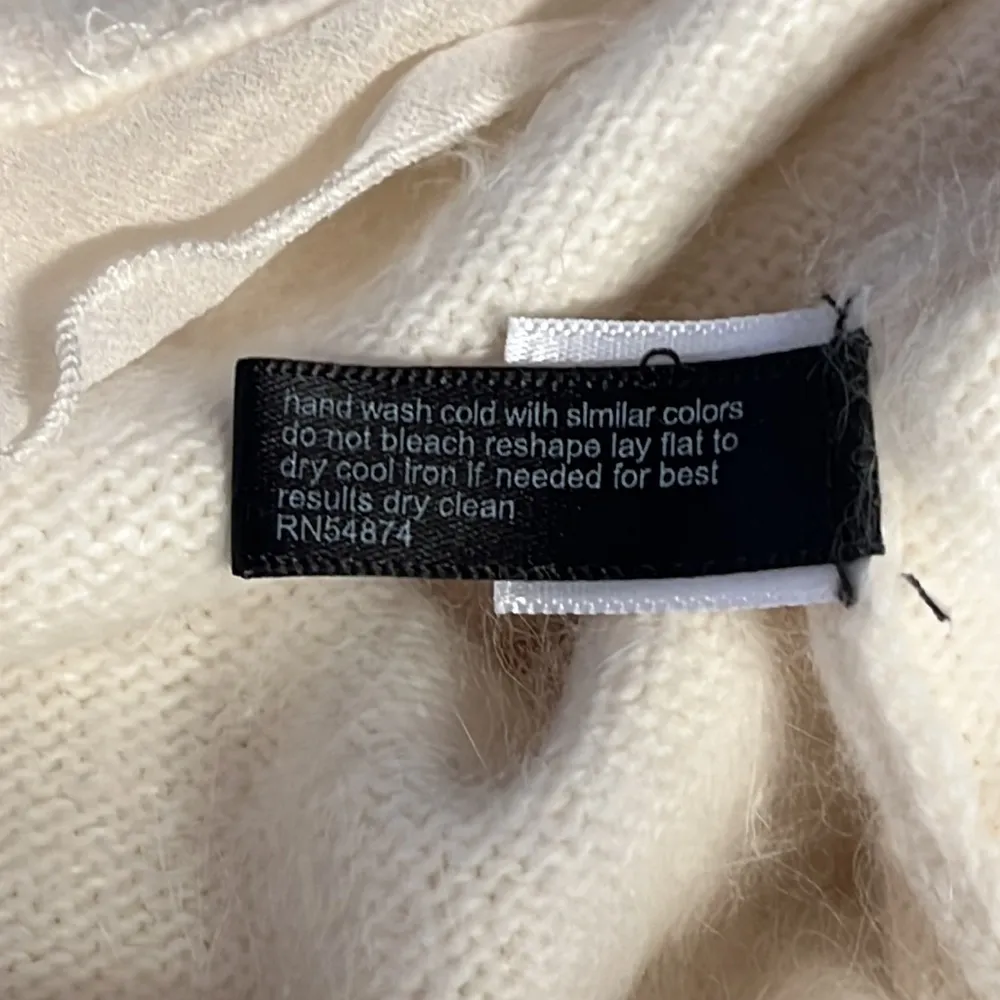 hand wash cold with similar colors
do not bleach reshape lay flat to
dry cool iron if needed for best
results dry clean
RN54874